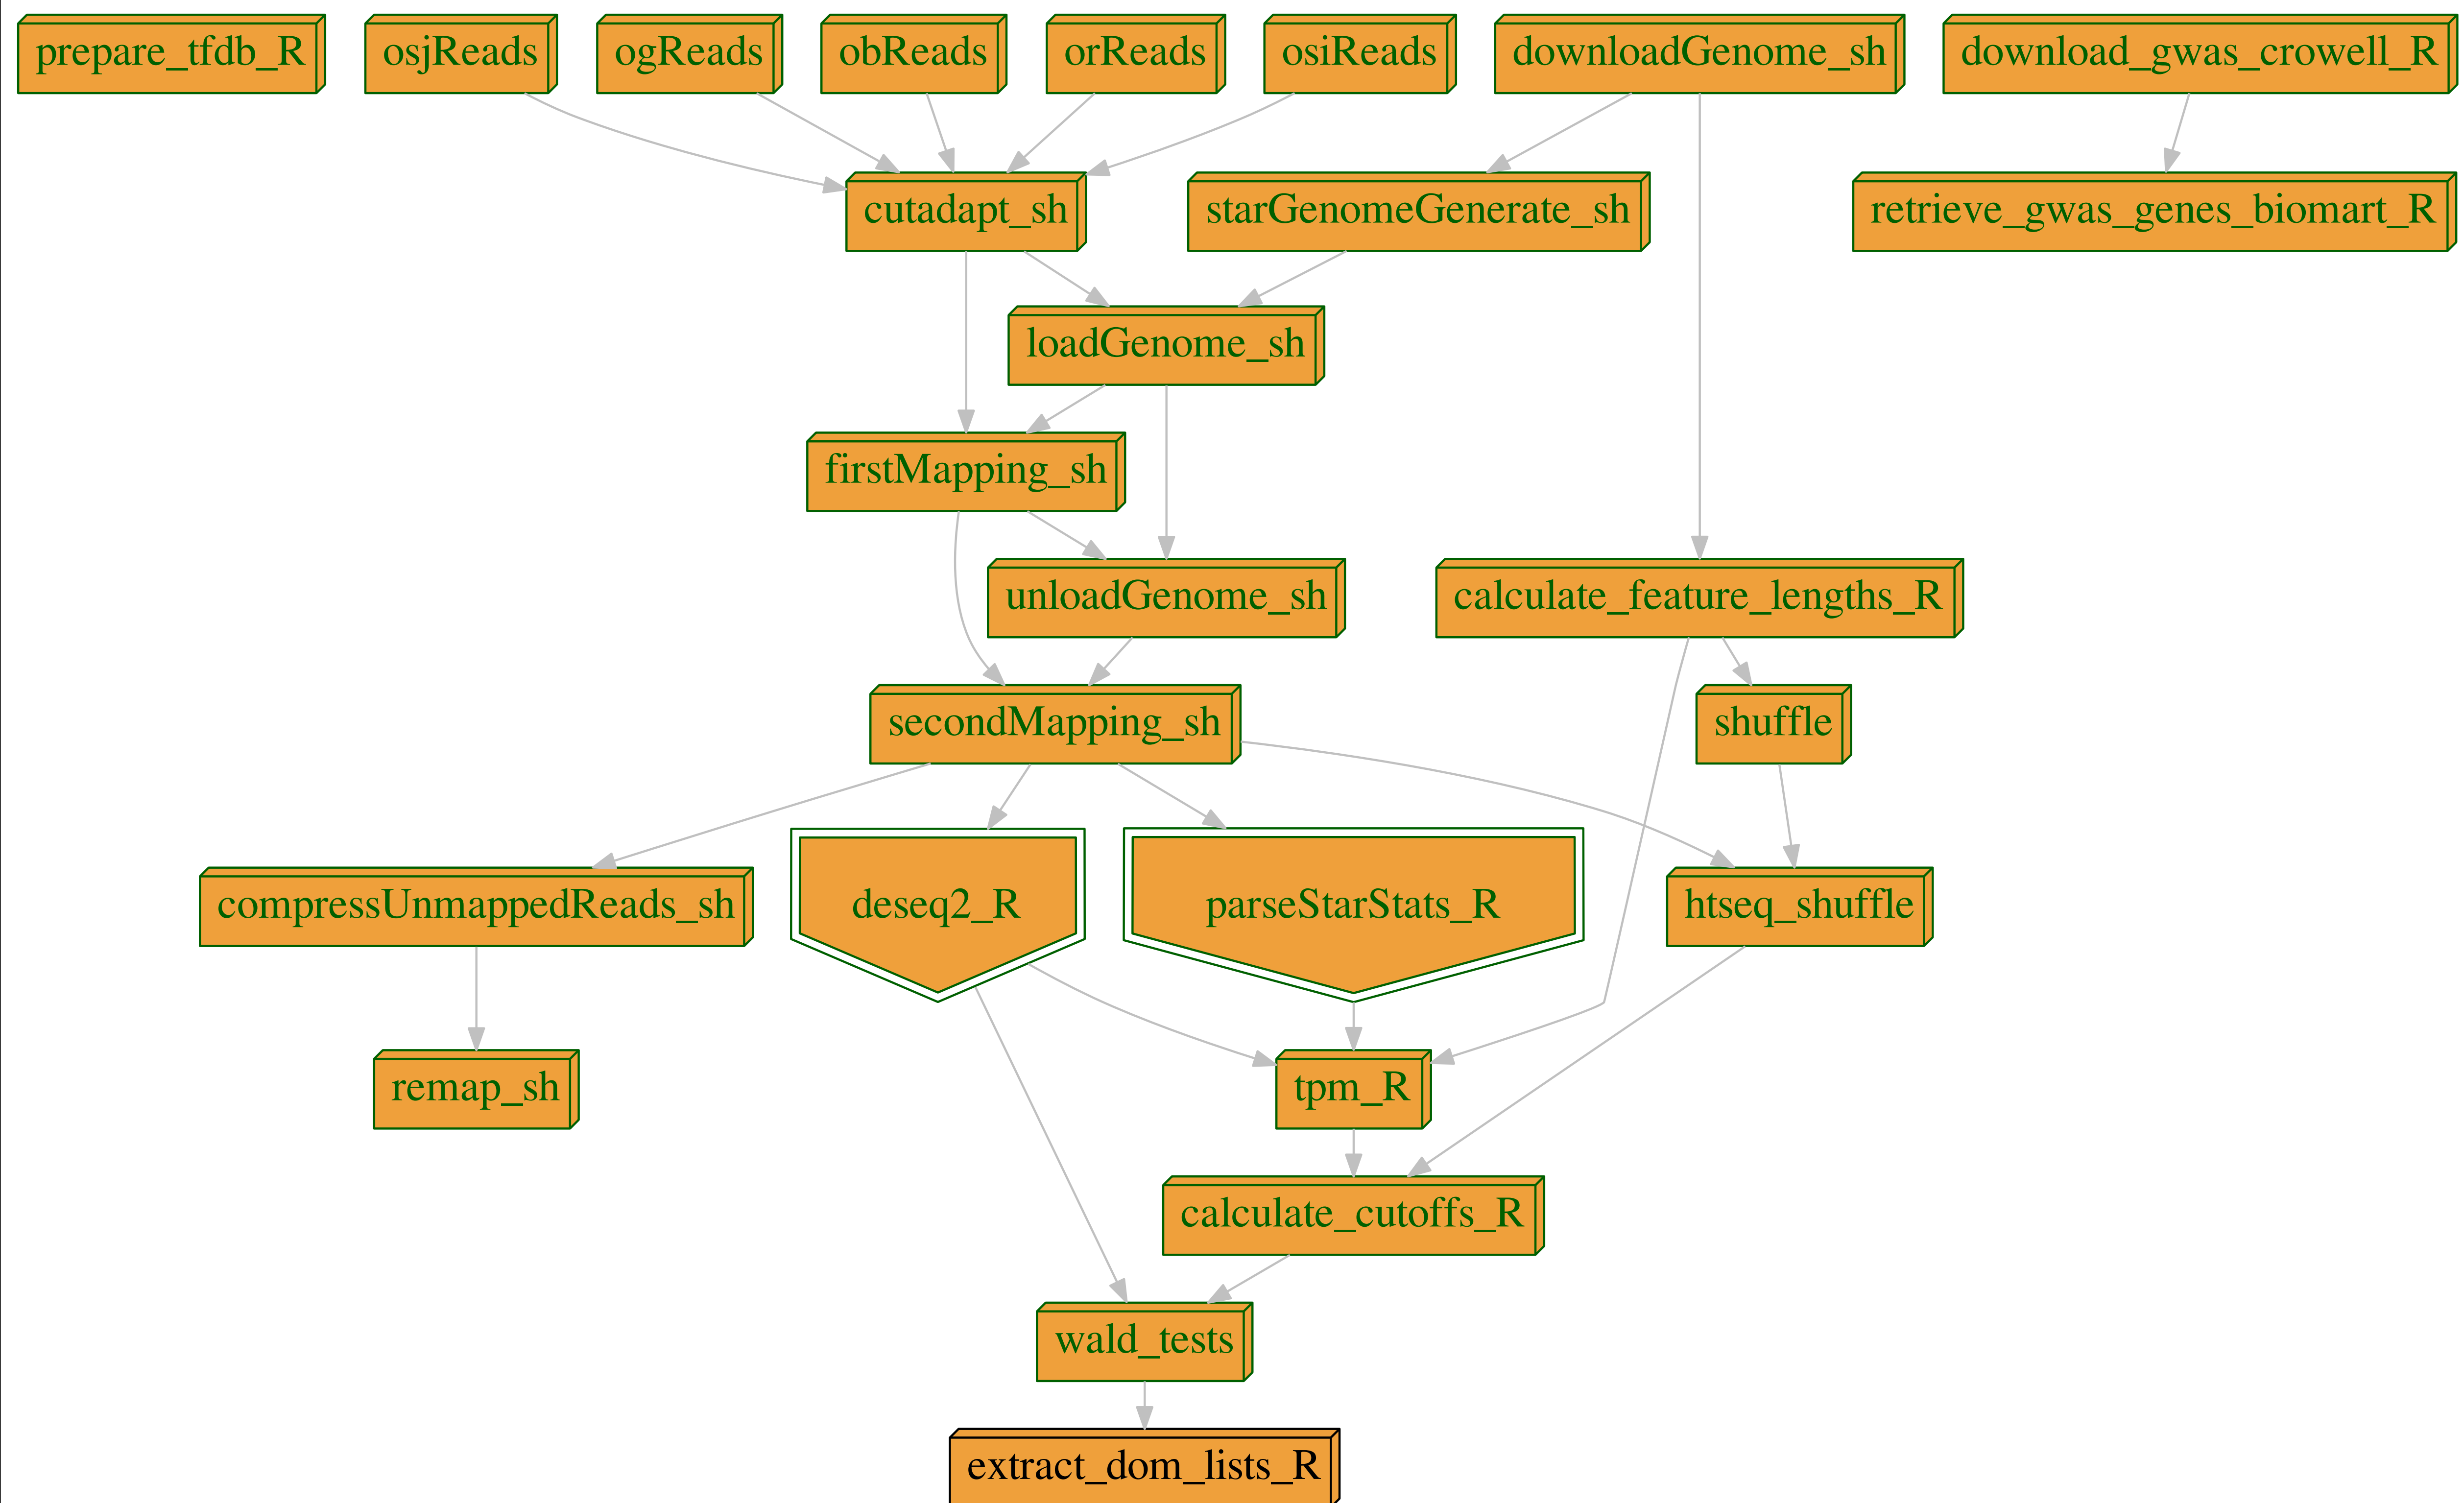 prepare_tfdb_R
osjReads
ogReads
obReads
orReads
osiReads
downloadGenome_sh
download_gwas_crowell_R
cutadapt_sh
starGenomeGenerate_sh
retrieve_gwas_genes_biomart_R
loadGenome_sh
firstMapping_sh
unloadGenome_sh
calculate_feature_lengths_R
secondMapping_sh
shuffle
compressUnmappedReads_sh
deseq2_R
parseStarStats_R
htseq_shuffle
remap_sh
tpm_R
calculate_cutoffs_R
wald_tests
extract_dom_lists_R